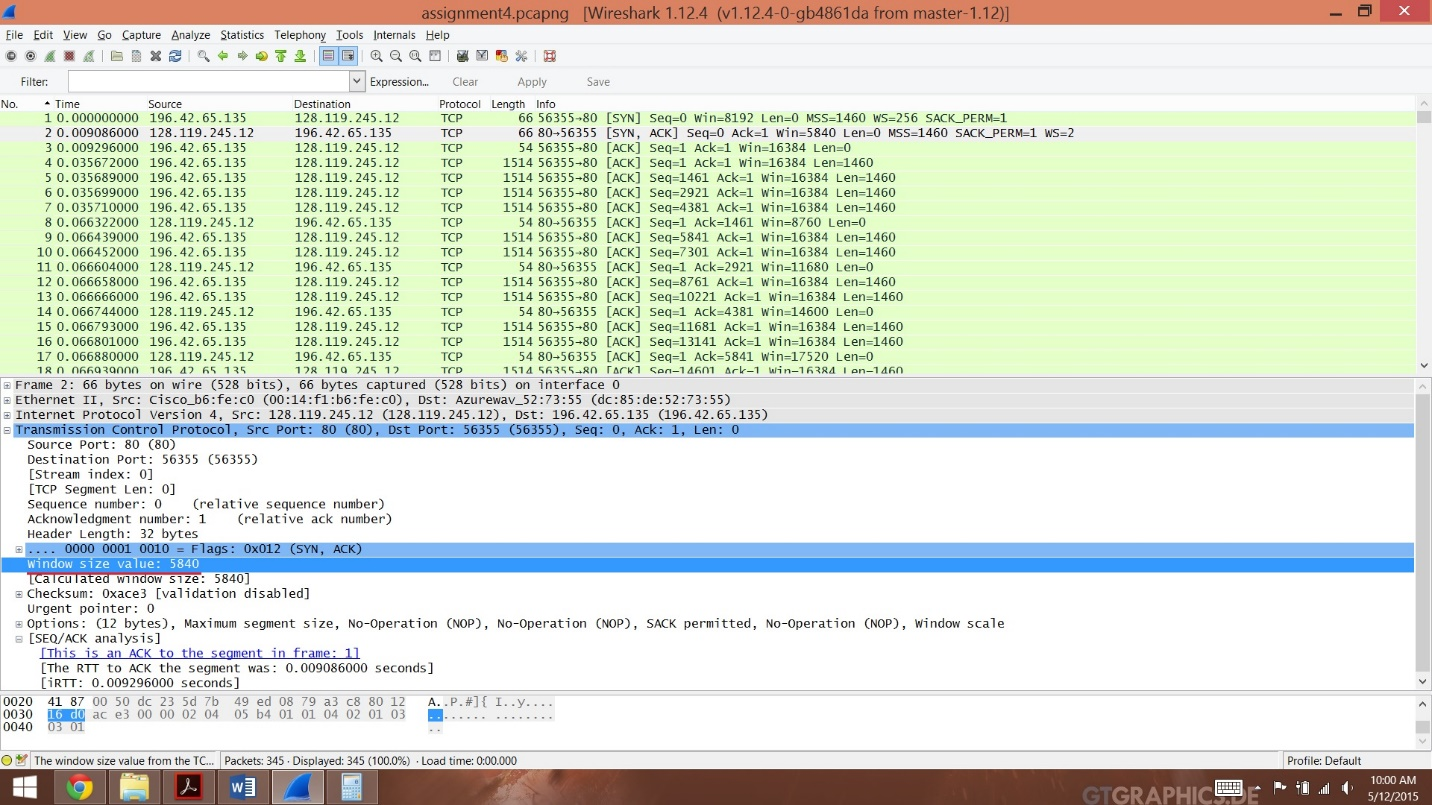 assignment4.pcapng [Wireshark 1.12.4 (v1.12.4-0-gb4861da from master-1.12)]
File Edit View Go Capture Analyze Statistics Telephony Tools Internals Help
Filter: Expression... Clear Apply Save
No. Time Source Destination Protocol Length Info
1 0.000000000 196.42.65.135 128.119.245.12 TCP 66 56355→80 [SYN] Seq=0 Win=8192 Len=0 MSS=1460 WS=256 SACK_PERM=1
2 0.009086000 128.119.245.12 196.42.65.135 TCP 66 80→56355 [SYN, ACK] Seq=0 Ack=1 Win=5840 Len=0 MSS=1460 SACK_PERM=1 WS=2
3 0.009296000 196.42.65.135 128.119.245.12 TCP 54 56355→80 [ACK] Seq=1 Ack=1 Win=16384 Len=0
4 0.035672000 196.42.65.135 128.119.245.12 TCP 1514 56355→80 [ACK] Seq=1 Ack=1 Win=16384 Len=1460
5 0.035689000 196.42.65.135 128.119.245.12 TCP 1514 56355→80 [ACK] Seq=1461 Ack=1 Win=16384 Len=1460
6 0.035699000 196.42.65.135 128.119.245.12 TCP 1514 56355→80 [ACK] Seq=2921 Ack=1 Win=16384 Len=1460
7 0.035710000 196.42.65.135 128.119.245.12 TCP 1514 56355→80 [ACK] Seq=4381 Ack=1 Win=16384 Len=1460
8 0.066322000 128.119.245.12 196.42.65.135 TCP 54 80→56355 [ACK] Seq=1 Ack=1461 Win=8760 Len=0
9 0.066439000 196.42.65.135 128.119.245.12 TCP 1514 56355→80 [ACK] Seq=5841 Ack=1 Win=16384 Len=1460
10 0.066452000 196.42.65.135 128.119.245.12 TCP 1514 56355→80 [ACK] Seq=7301 Ack=1 Win=16384 Len=1460
11 0.066604000 128.119.245.12 196.42.65.135 TCP 54 80→56355 [ACK] Seq=1 Ack=2921 Win=11680 Len=0
12 0.066658000 196.42.65.135 128.119.245.12 TCP 1514 56355→80 [ACK] Seq=8761 Ack=1 Win=16384 Len=1460
13 0.066666000 196.42.65.135 128.119.245.12 TCP 1514 56355→80 [ACK] Seq=10221 Ack=1 Win=16384 Len=1460
14 0.066744000 128.119.245.12 196.42.65.135 TCP 54 80→56355 [ACK] Seq=1 Ack=4381 Win=14600 Len=0
15 0.066793000 196.42.65.135 128.119.245.12 TCP 1514 56355→80 [ACK] Seq=11681 Ack=1 Win=16384 Len=1460
16 0.066801000 196.42.65.135 128.119.245.12 TCP 1514 56355→80 [ACK] Seq=13141 Ack=1 Win=16384 Len=1460
17 0.066880000 128.119.245.12 196.42.65.135 TCP 54 80→56355 [ACK] Seq=1 Ack=5841 Win=17520 Len=0
18 0.066939000 196.42.65.135 128.119.245.12 TCP 1514 56355→80 [ACK] Seq=14601 Ack=1 Win=16384 Len=1460
Frame 2: 66 bytes on wire (528 bits), 66 bytes captured (528 bits) on interface 0
Ethernet II, Src: Cisco_b6:fe:c0 (00:14:f1:b6:fe:c0), Dst: Azurewav_52:73:55 (dc:85:de:52:73:55)
Internet Protocol Version 4, Src: 128.119.245.12 (128.119.245.12), Dst: 196.42.65.135 (196.42.65.135)
Transmission Control Protocol, Src Port: 80 (80), Dst Port: 56355 (56355), Seq: 0, Ack: 1, Len: 0
Source Port: 80 (80)
Destination Port: 56355 (56355)
[Stream index: 0]
[TCP Segment Len: 0]
Sequence number: 0 (relative sequence number)
Acknowledgment number: 1 (relative ack number)
Header Length: 32 bytes
.... 0000 0001 0010 = Flags: 0x012 (SYN, ACK)
Window size value: 5840
[Calculated window size: 5840]
Checksum: 0xace3 [validation disabled]
Urgent pointer: 0
Options: (12 bytes), Maximum segment size, No-Operation (NOP), No-Operation (NOP), SACK permitted, No-Operation (NOP), Window scale
[SEQ/ACK analysis]
[This is an ACK to the segment in frame: 1]
[The RTT to ACK the segment was: 0.009086000 seconds]
[iRTT: 0.009296000 seconds]
0020 41 87 00 50 dc 23 5d 7b 49 ed 08 79 a3 c8 80 12 A..P.#]{ I..y....
0030 16 d0 ac e3 00 00 02 04 05 b4 01 01 04 02 01 03 ........ ........
0040 03 01 ..
The window size value from the TC... Packets: 345 · Displayed: 345 (100.0%) · Load time: 0:00.000 Profile: Default
GTGRAPHICS.DE
10:00 AM
5/12/2015